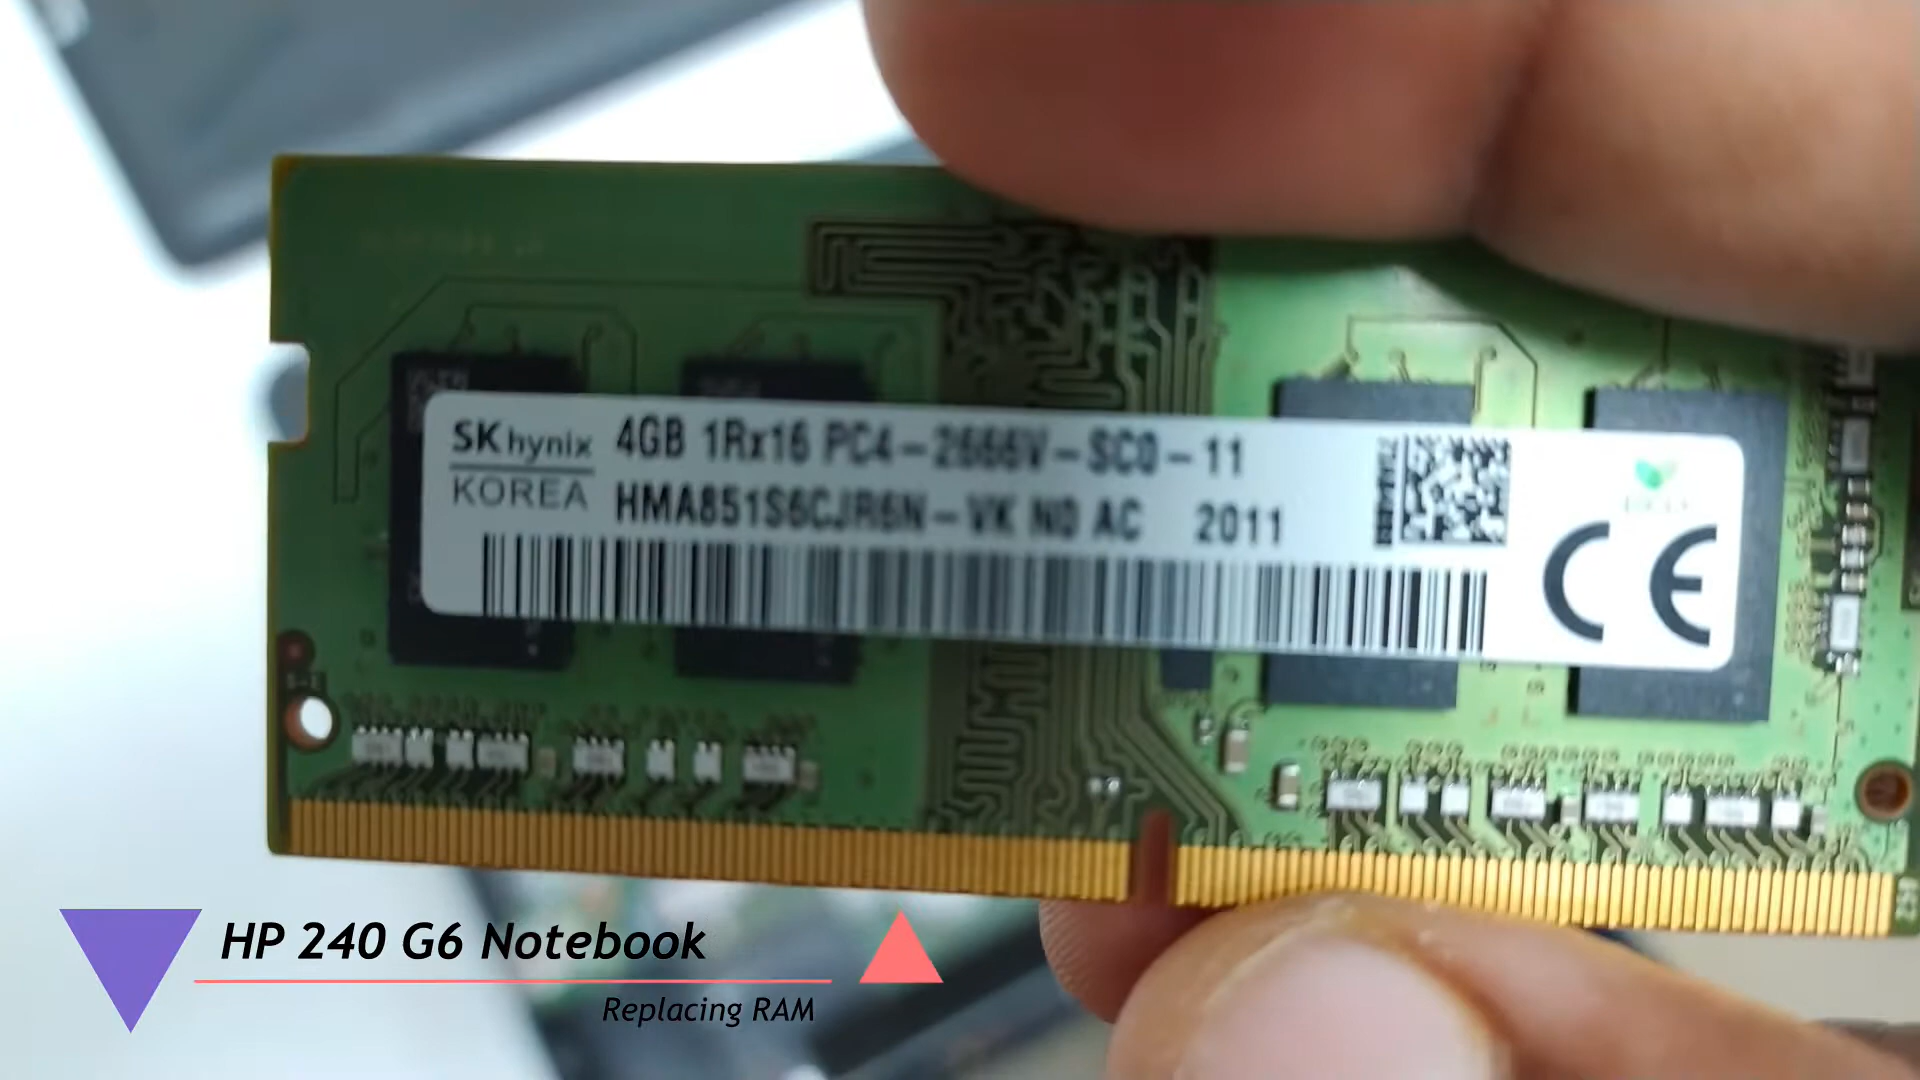 SK hynix
KOREA
4GB 1Rx16 PC4-2666V-SC0-11
HMA851S6CJR6N-VK N0 AC 2011
CE
HP 240 G6 Notebook
Replacing RAM